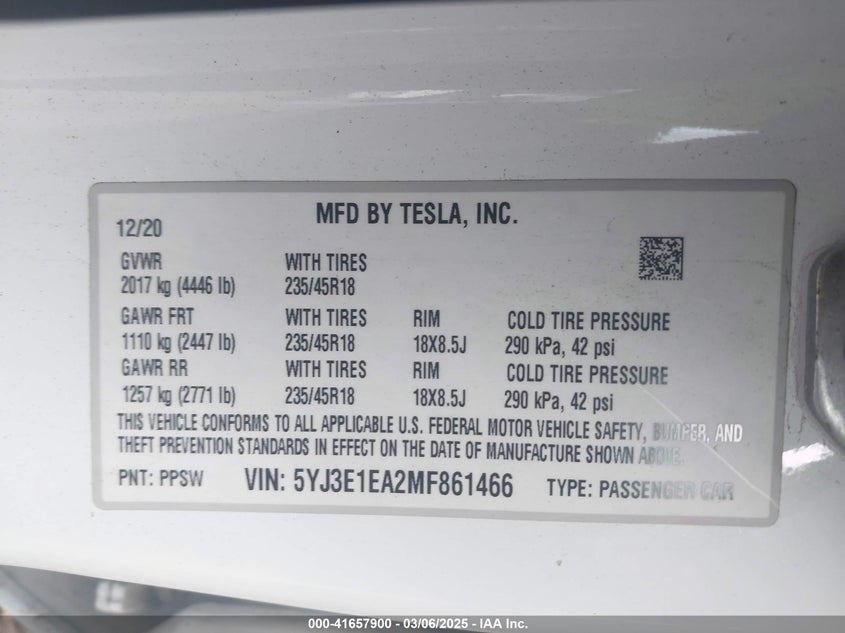 MFD BY TESLA, INC.
12/20
GVWR WITH TIRES
2017 kg (4446 lb) 235/45R18
GAWR FRT WITH TIRES RIM COLD TIRE PRESSURE
1110 kg (2447 lb) 235/45R18 18X8.5J 290 kPa, 42 psi
GAWR RR WITH TIRES RIM COLD TIRE PRESSURE
1257 kg (2771 lb) 235/45R18 18X8.5J 290 kPa, 42 psi
THIS VEHICLE CONFORMS TO ALL APPLICABLE U.S. FEDERAL MOTOR VEHICLE SAFETY, BUMPER, AND
THEFT PREVENTION STANDARDS IN EFFECT ON THE DATE OF MANUFACTURE SHOWN ABOVE.
PNT: PPSW VIN: 5YJ3E1EA2MF861466 TYPE: PASSENGER CAR
000-41657900 - 03/06/2025 - IAA Inc.